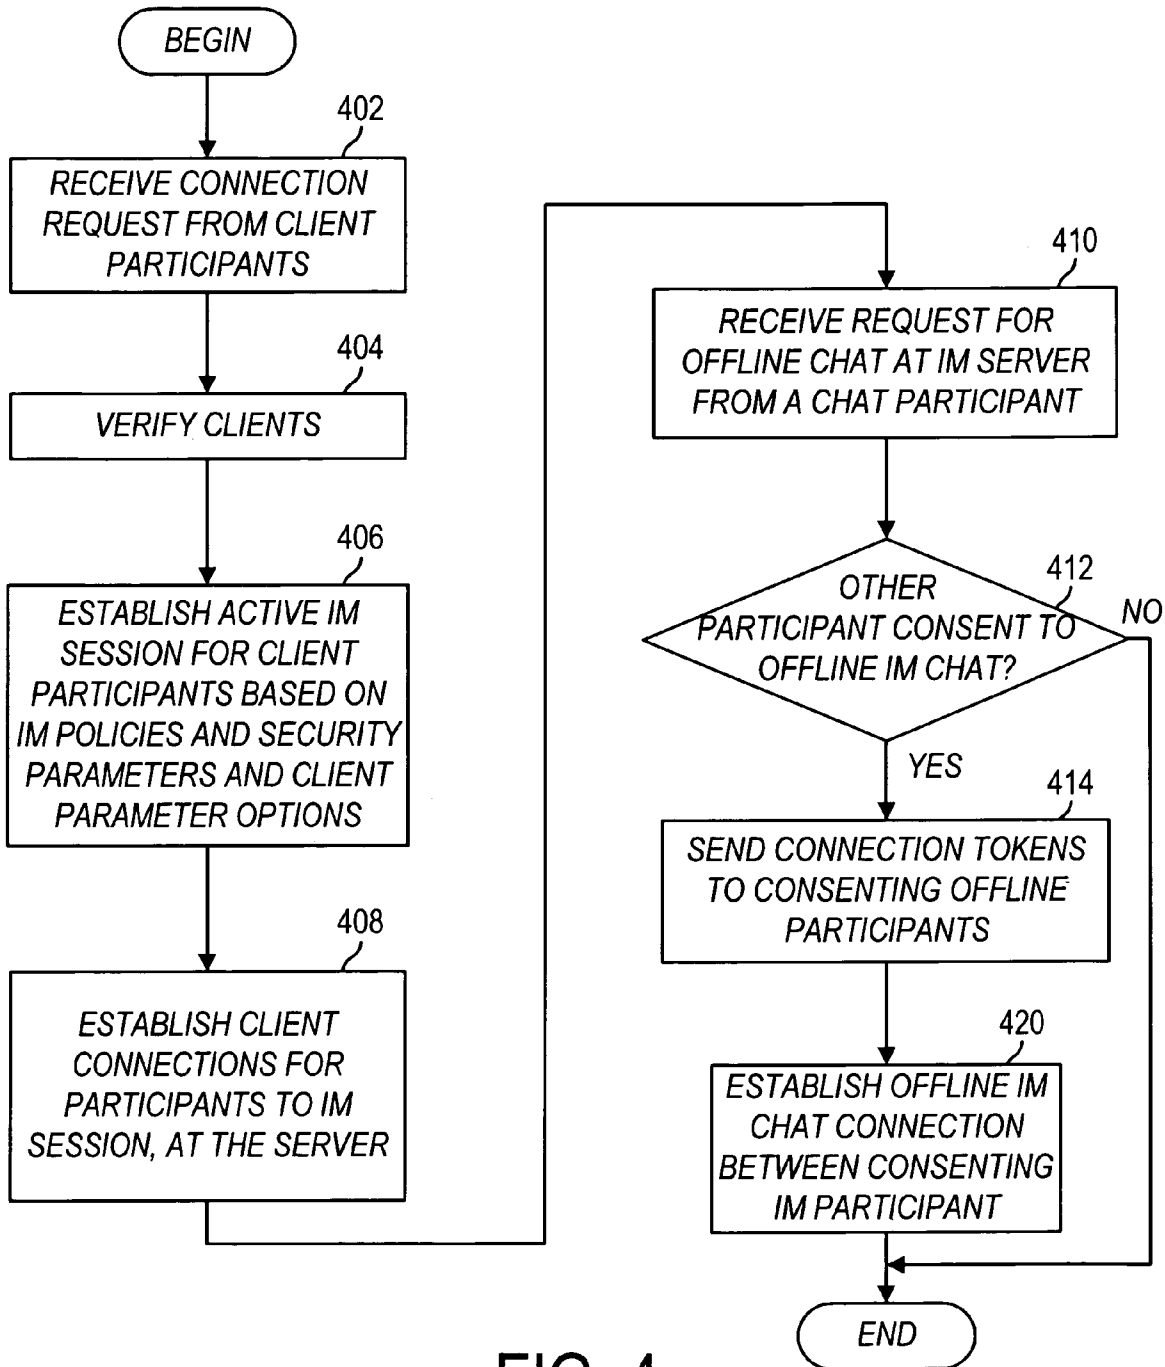 BEGIN
402
RECEIVE CONNECTION
REQUEST FROM CLIENT
PARTICIPANTS
404
VERIFY CLIENTS
406
ESTABLISH ACTIVE IM
SESSION FOR CLIENT
PARTICIPANTS BASED ON
IM POLICIES AND SECURITY
PARAMETERS AND CLIENT
PARAMETER OPTIONS
408
ESTABLISH CLIENT
CONNECTIONS FOR
PARTICIPANTS TO IM
SESSION, AT THE SERVER
410
RECEIVE REQUEST FOR
OFFLINE CHAT AT IM SERVER
FROM A CHAT PARTICIPANT
412
OTHER
PARTICIPANT CONSENT TO
OFFLINE IM CHAT?
NO
YES
414
SEND CONNECTION TOKENS
TO CONSENTING OFFLINE
PARTICIPANTS
420
ESTABLISH OFFLINE IM
CHAT CONNECTION
BETWEEN CONSENTING
IM PARTICIPANT
END
FIG. 4